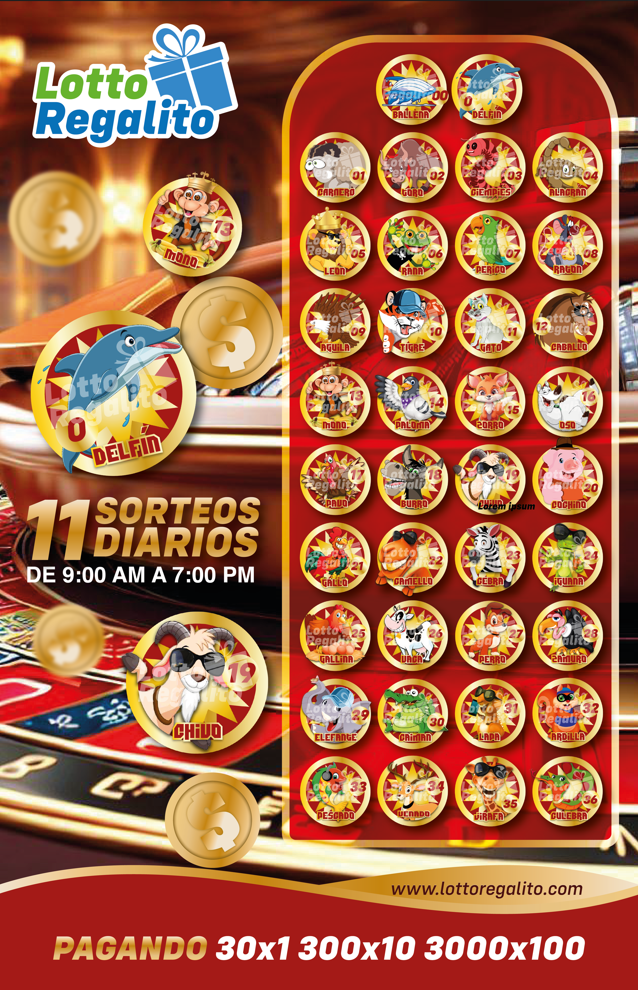 Lotto
Regalito
00
BALLENA
0
DELFÍN
01
CARNERO
02
TORO
03
CIEMPIES
04
ALACRAN
05
LEÓN
06
RANA
07
PERICO
08
RATON
09
AGUILA
10
TIGRE
11
GATO
12
CABALLO
13
MONO
14
PALOMA
15
ZORRO
16
OSO
17
PAVO
18
BURRO
19
CHIVO
Lorem ipsum
20
COCHINO
21
GALLO
22
CAMELLO
23
CEBRA
24
IGUANA
25
GALLINA
26
VACA
27
PERRO
28
ZAMURO
29
ELEFANTE
30
CAIMAN
31
LAPA
32
ARDILLA
33
PESCADO
34
VENADO
35
JIRAFA
36
CULEBRA
13
MONO
0
DELFÍN
11 SORTEOS
DIARIOS
DE 9:00 AM A 7:00 PM
19
CHIVO
www.lottoregalito.com
PAGANDO 30x1 300x10 3000x100